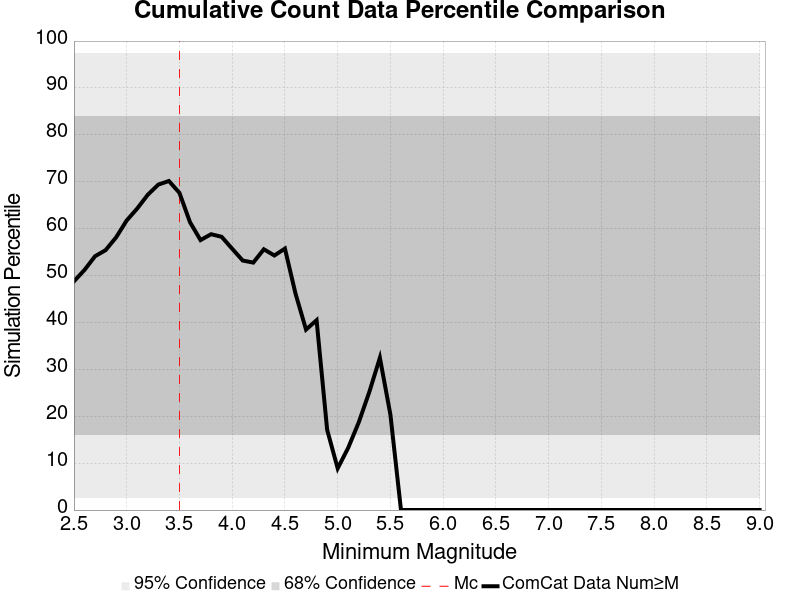 Cumulative Count Data Percentile Comparison
100
90
80
70
60
50
40
30
20
10
0
Simulation Percentile
2.5 3.0 3.5 4.0 4.5 5.0 5.5 6.0 6.5 7.0 7.5 8.0 8.5 9.0
Minimum Magnitude
95% Confidence 68% Confidence Mc ComCat Data Num≥M